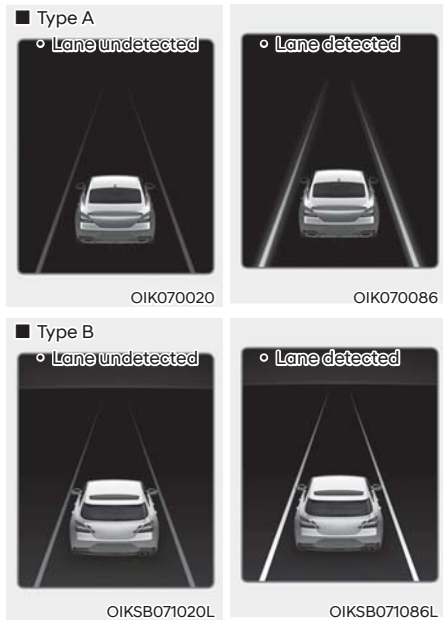 ■ Type A
• Lane undetected
• Lane detected
OIK070020
OIK070086
■ Type B
• Lane undetected
• Lane detected
OIKSB071020L
OIKSB071086L